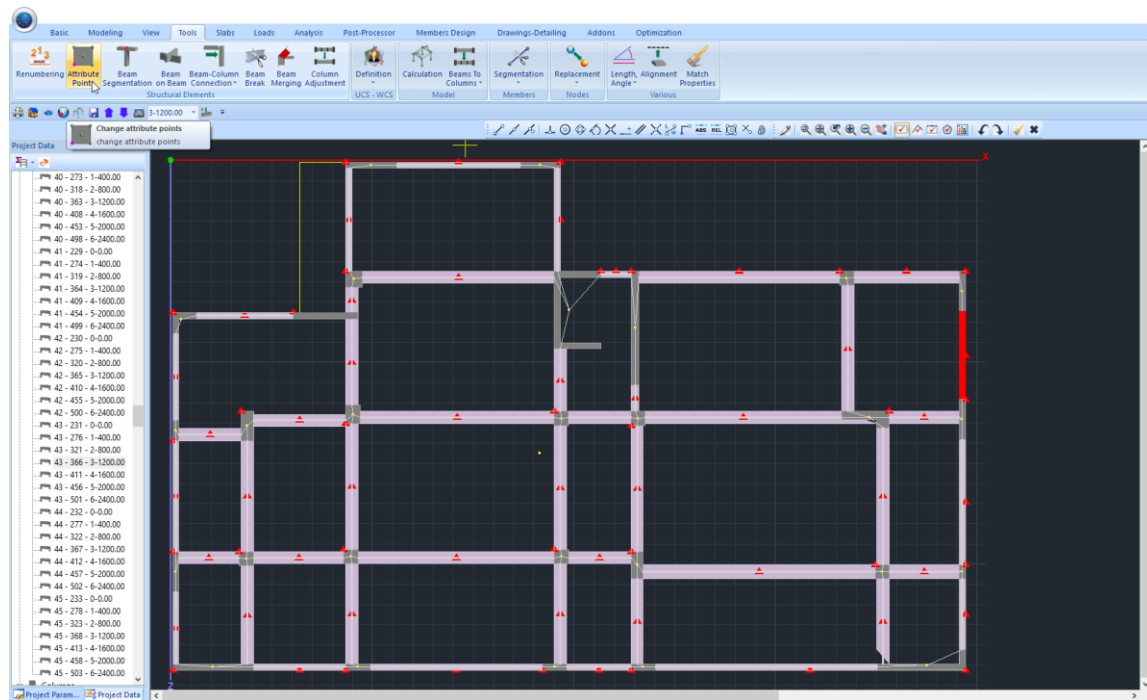 Basic Modeling View Tools Slabs Loads Analysis Post-Processor Members Design Drawings-Detailing Addons Optimization
Renumbering Attribute Points Beam Segmentation Beam on Beam Beam-Column Connection Beam Break Beam Merging Column Adjustment Definition Calculation Beams To Columns Segmentation Replacement Length, Angle Alignment Match Properties
Structural Elements UCS - WCS Model Members Nodes Various
3-1200.00
ABS REL
Change attribute points
change attribute points
Project Data
40 - 273 - 1-400.00
40 - 318 - 2-800.00
40 - 363 - 3-1200.00
40 - 408 - 4-1600.00
40 - 453 - 5-2000.00
40 - 498 - 6-2400.00
41 - 229 - 0-0.00
41 - 274 - 1-400.00
41 - 319 - 2-800.00
41 - 364 - 3-1200.00
41 - 409 - 4-1600.00
41 - 454 - 5-2000.00
41 - 499 - 6-2400.00
42 - 230 - 0-0.00
42 - 275 - 1-400.00
42 - 320 - 2-800.00
42 - 365 - 3-1200.00
42 - 410 - 4-1600.00
42 - 455 - 5-2000.00
42 - 500 - 6-2400.00
43 - 231 - 0-0.00
43 - 276 - 1-400.00
43 - 321 - 2-800.00
43 - 366 - 3-1200.00
43 - 411 - 4-1600.00
43 - 456 - 5-2000.00
43 - 501 - 6-2400.00
44 - 232 - 0-0.00
44 - 277 - 1-400.00
44 - 322 - 2-800.00
44 - 367 - 3-1200.00
44 - 412 - 4-1600.00
44 - 457 - 5-2000.00
44 - 502 - 6-2400.00
45 - 233 - 0-0.00
45 - 278 - 1-400.00
45 - 323 - 2-800.00
45 - 368 - 3-1200.00
45 - 413 - 4-1600.00
45 - 458 - 5-2000.00
45 - 503 - 6-2400.00
X
Z
Project Param... Project Data